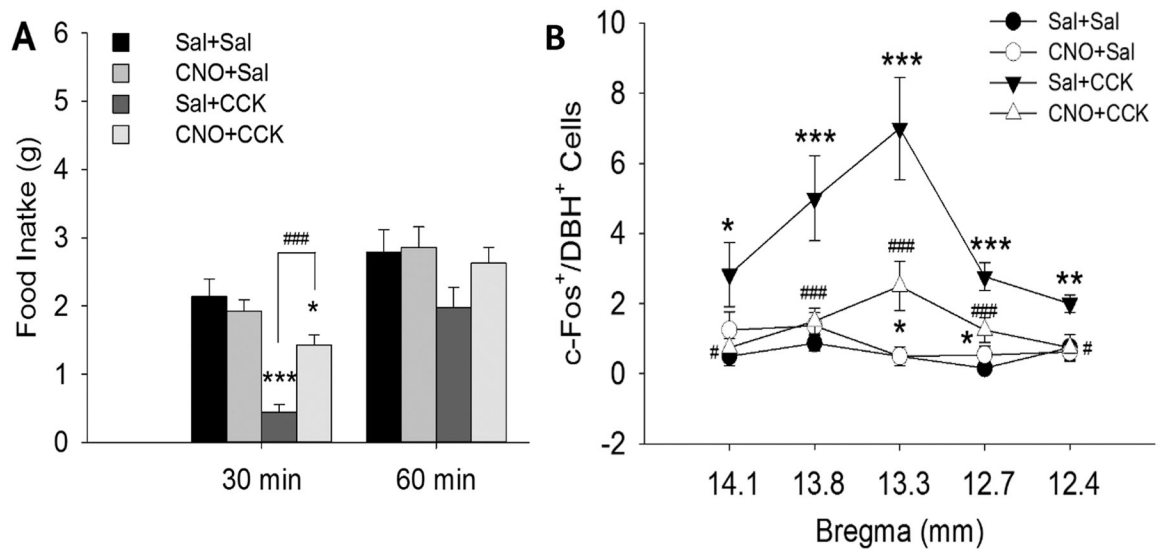 A
6
5
4
3
2
1
0
Food Inatke (g)
Sal+Sal
CNO+Sal
Sal+CCK
CNO+CCK
###
***
*
30 min
60 min
B
10
8
6
4
2
0
-2
c-Fos⁺/DBH⁺ Cells
Sal+Sal
CNO+Sal
Sal+CCK
CNO+CCK
***
***
*
***
**
###
###
###
*
*
#
#
14.1
13.8
13.3
12.7
12.4
Bregma (mm)